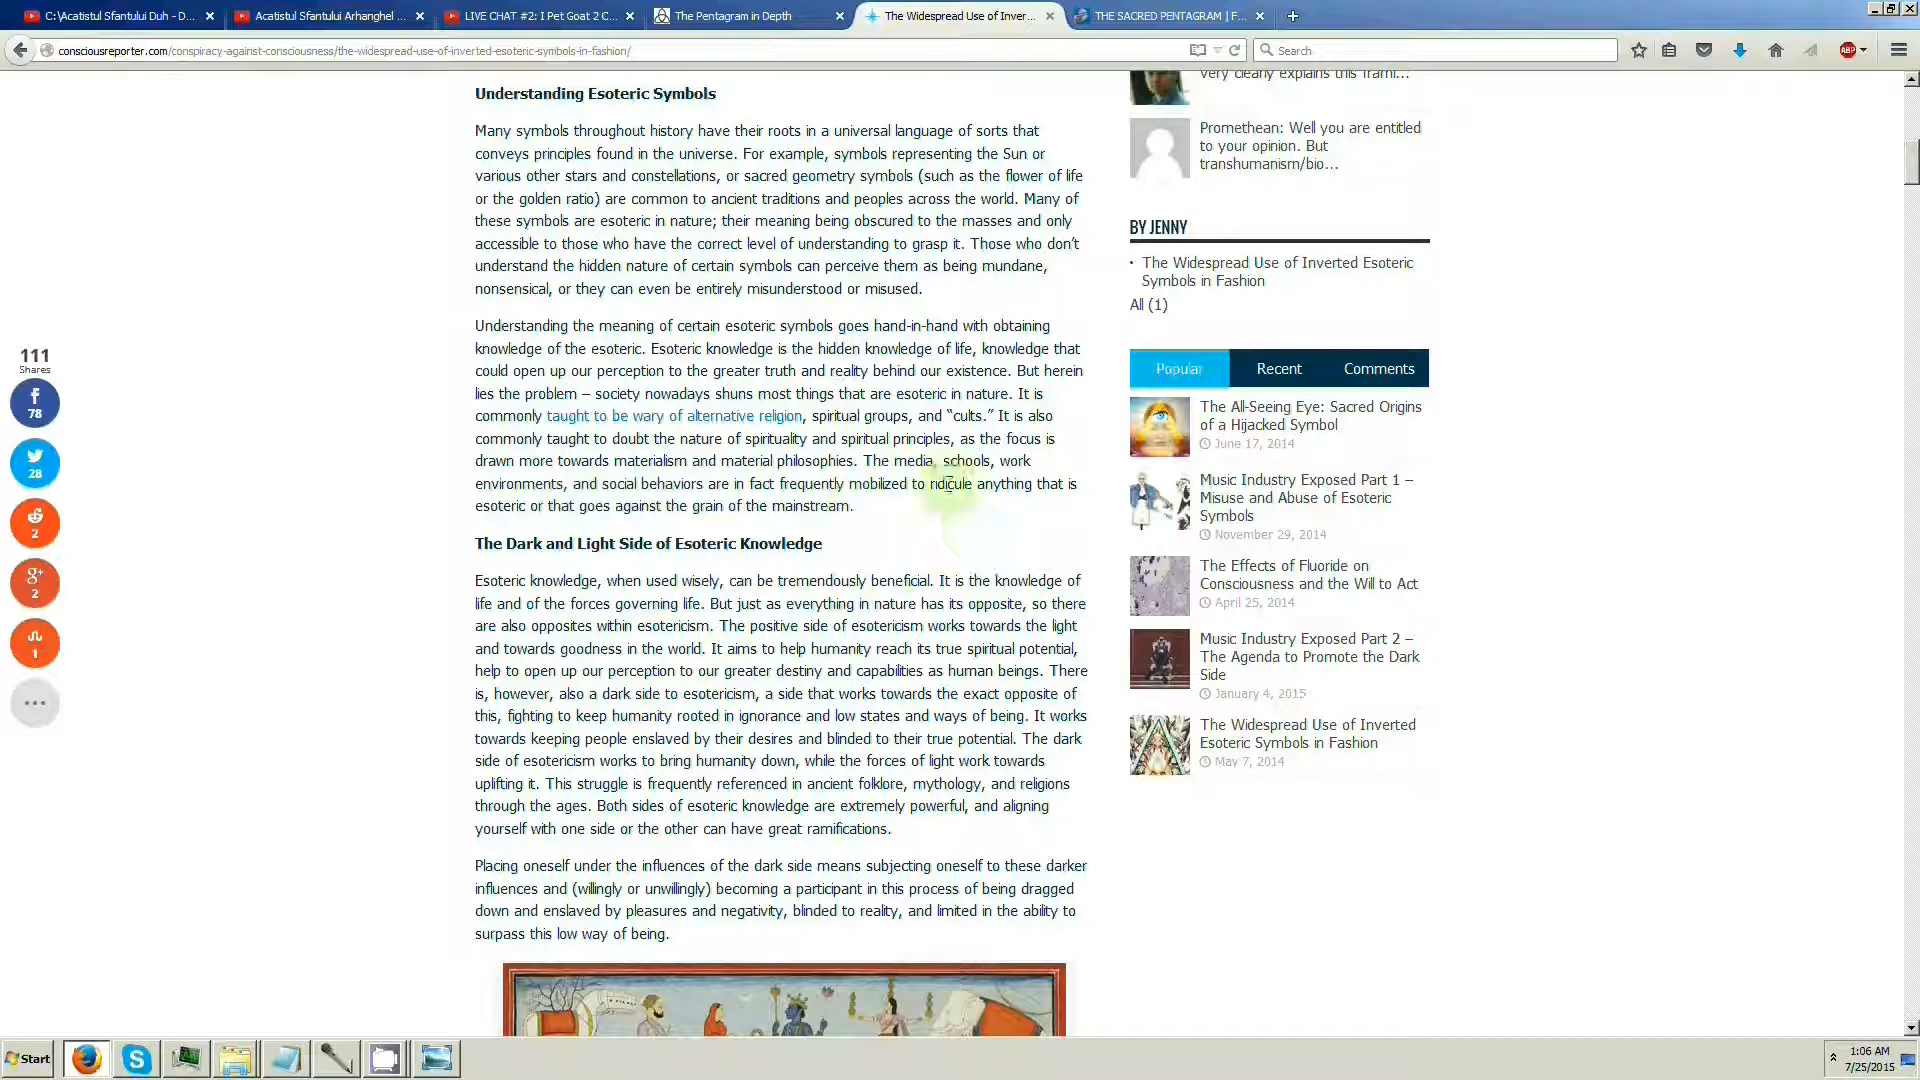 C:\Acatistul Sfantului Duh - D...
Acatistul Sfantului Arhanghel ...
LIVE CHAT #2: I Pet Goat 2 C...
The Pentagram in Depth
The Widespread Use of Inver...
THE SACRED PENTAGRAM | F...
consciousreporter.com/conspiracy-against-consciousness/the-widespread-use-of-inverted-esoteric-symbols-in-fashion/
Search
ABP
Understanding Esoteric Symbols
Many symbols throughout history have their roots in a universal language of sorts that
conveys principles found in the universe. For example, symbols representing the Sun or
various other stars and constellations, or sacred geometry symbols (such as the flower of life
or the golden ratio) are common to ancient traditions and peoples across the world. Many of
these symbols are esoteric in nature; their meaning being obscured to the masses and only
accessible to those who have the correct level of understanding to grasp it. Those who don't
understand the hidden nature of certain symbols can perceive them as being mundane,
nonsensical, or they can even be entirely misunderstood or misused.
Understanding the meaning of certain esoteric symbols goes hand-in-hand with obtaining
knowledge of the esoteric. Esoteric knowledge is the hidden knowledge of life, knowledge that
could open up our perception to the greater truth and reality behind our existence. But herein
lies the problem – society nowadays shuns most things that are esoteric in nature. It is
commonly taught to be wary of alternative religion, spiritual groups, and “cults.” It is also
commonly taught to doubt the nature of spirituality and spiritual principles, as the focus is
drawn more towards materialism and material philosophies. The media, schools, work
environments, and social behaviors are in fact frequently mobilized to ridicule anything that is
esoteric or that goes against the grain of the mainstream.
The Dark and Light Side of Esoteric Knowledge
Esoteric knowledge, when used wisely, can be tremendously beneficial. It is the knowledge of
life and of the forces governing life. But just as everything in nature has its opposite, so there
are also opposites within esotericism. The positive side of esotericism works towards the light
and towards goodness in the world. It aims to help humanity reach its true spiritual potential,
help to open up our perception to our greater destiny and capabilities as human beings. There
is, however, also a dark side to esotericism, a side that works towards the exact opposite of
this, fighting to keep humanity rooted in ignorance and low states and ways of being. It works
towards keeping people enslaved by their desires and blinded to their true potential. The dark
side of esotericism works to bring humanity down, while the forces of light work towards
uplifting it. This struggle is frequently referenced in ancient folklore, mythology, and religions
through the ages. Both sides of esoteric knowledge are extremely powerful, and aligning
yourself with one side or the other can have great ramifications.
Placing oneself under the influences of the dark side means subjecting oneself to these darker
influences and (willingly or unwillingly) becoming a participant in this process of being dragged
down and enslaved by pleasures and negativity, blinded to reality, and limited in the ability to
surpass this low way of being.
111
Shares
78
28
2
2
1
very clearly explains this frami...
Promethean: Well you are entitled
to your opinion. But
transhumanism/bio...
BY JENNY
The Widespread Use of Inverted Esoteric
Symbols in Fashion
All (1)
Popular
Recent
Comments
The All-Seeing Eye: Sacred Origins
of a Hijacked Symbol
June 17, 2014
Music Industry Exposed Part 1 –
Misuse and Abuse of Esoteric
Symbols
November 29, 2014
The Effects of Fluoride on
Consciousness and the Will to Act
April 25, 2014
Music Industry Exposed Part 2 –
The Agenda to Promote the Dark
Side
January 4, 2015
The Widespread Use of Inverted
Esoteric Symbols in Fashion
May 7, 2014
Start
1:06 AM
7/25/2015